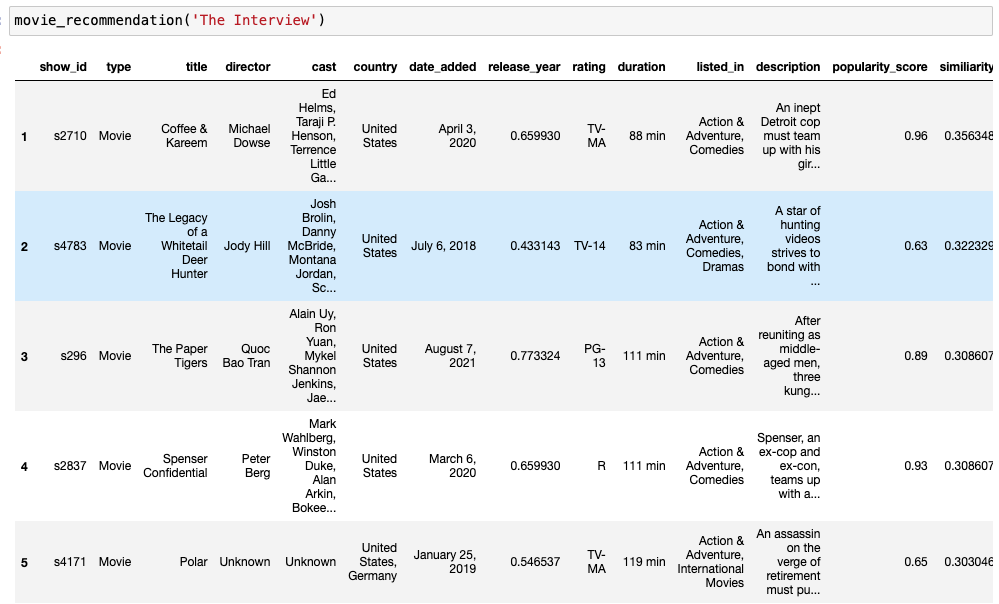 movie_recommendation('The Interview')
show_id type title director cast country date_added release_year rating duration listed_in description popularity_score similiarity
1 s2710 Movie Coffee & Kareem Michael Dowse Ed Helms, Taraji P. Henson, Terrence Little Ga... United States April 3, 2020 0.659930 TV-MA 88 min Action & Adventure, Comedies An inept Detroit cop must team up with his gir... 0.96 0.356348
2 s4783 Movie The Legacy of a Whitetail Deer Hunter Jody Hill Josh Brolin, Danny McBride, Montana Jordan, Sc... United States July 6, 2018 0.433143 TV-14 83 min Action & Adventure, Comedies, Dramas A star of hunting videos strives to bond with ... 0.63 0.322329
3 s296 Movie The Paper Tigers Quoc Bao Tran Alain Uy, Ron Yuan, Mykel Shannon Jenkins, Jae... United States August 7, 2021 0.773324 PG-13 111 min Action & Adventure, Comedies After reuniting as middle-aged men, three kung... 0.89 0.308607
4 s2837 Movie Spenser Confidential Peter Berg Mark Wahlberg, Winston Duke, Alan Arkin, Bokee... United States March 6, 2020 0.659930 R 111 min Action & Adventure, Comedies Spenser, an ex-cop and ex-con, teams up with a... 0.93 0.308607
5 s4171 Movie Polar Unknown Unknown United States, Germany January 25, 2019 0.546537 TV-MA 119 min Action & Adventure, International Movies An assassin on the verge of retirement must pu... 0.65 0.303046